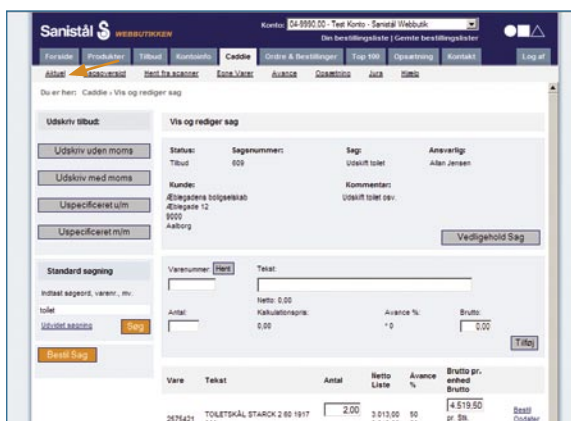 Sanistål WEBBUTIKKEN
Konto: 04-9990.00 - Test Konto - Sanistål Webbutik
Din bestillingsliste | Gemte bestillingslister
Forside Produkter Tilbud Kontoinfo Caddie Ordre & Bestillinger Top 100 Opsætning Kontakt Log af
Aktuel Sagsoversigt Hent fra scanner Egne Varer Avance Opsætning Jura Hjælp
Du er her: Caddie › Vis og rediger sag
Udskriv tilbud:
Udskriv uden moms
Udskriv med moms
Uspecificeret u/m
Uspecificeret m/m
Standard søgning
Indtast søgeord, varenr., mv.
toilet
Udvidet søgning Søg
Bestil Sag
Vis og rediger sag
Status: Sagsnummer: Sag: Ansvarlig:
Tilbud 609 Udskift toilet Allan Jensen
Kunde: Kommentar:
Æblegadens boligselskab Udskift toilet osv.
Æblegade 12
9000
Aalborg
Vedligehold Sag
Varenummer: Hent Tekst:
Netto: 0,00
Antal: Kalkulationspris: Avance %: Brutto:
0,00 0 0,00
Tilføj
Vare Tekst Antal Netto Liste Avance % Brutto pr. enhed Brutto
2,00 4.519,50
2575421 TOILETSKÅL STARCK 2 60 1917 3.013,00 50 pr. Stk. Bestil
Opdater